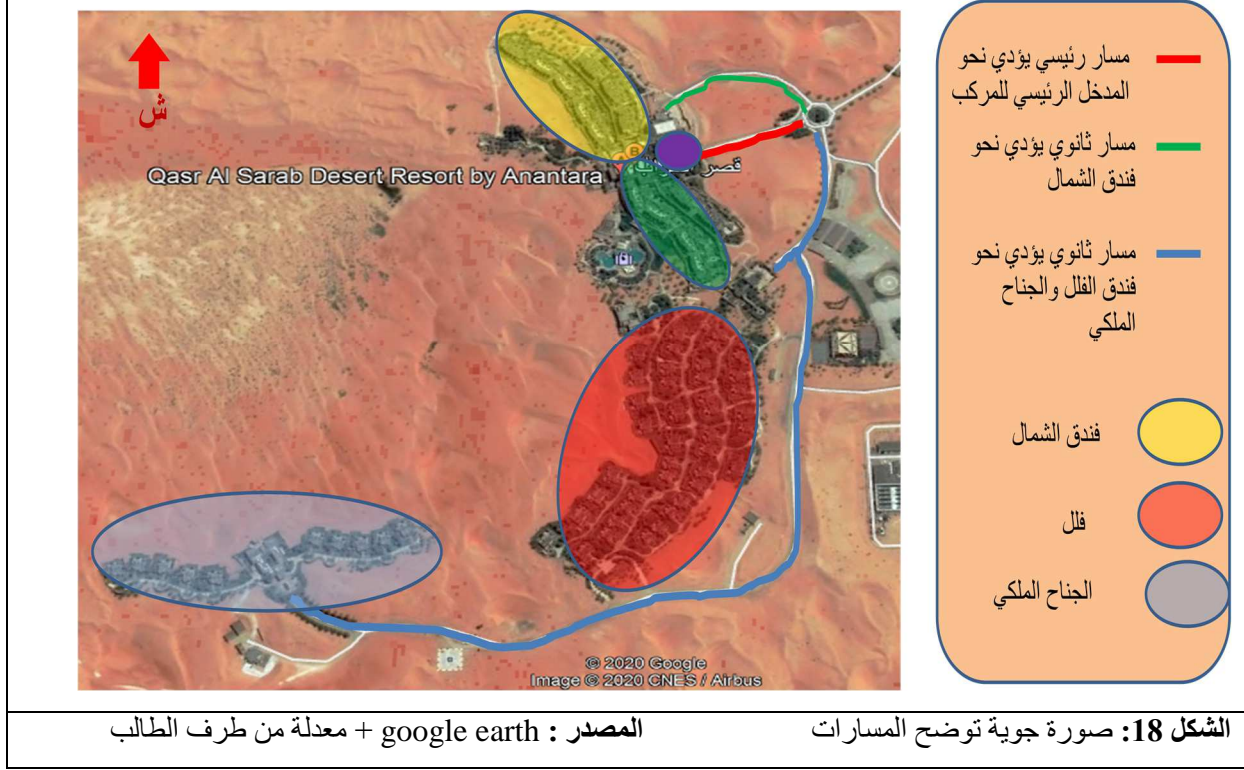 ش
Qasr Al Sarab Desert Resort by Anantara
قصر
A
B
© 2020 Google
Image © 2020 CNES / Airbus
مسار رئيسي يؤدي نحو
المدخل الرئيسي للمركب
مسار ثانوي يؤدي نحو
فندق الشمال
مسار ثانوي يؤدي نحو
فندق الفلل والجناح
الملكي
فندق الشمال
فلل
الجناح الملكي
الشكل 18: صورة جوية توضح المسارات المصدر : google earth + معدلة من طرف الطالب